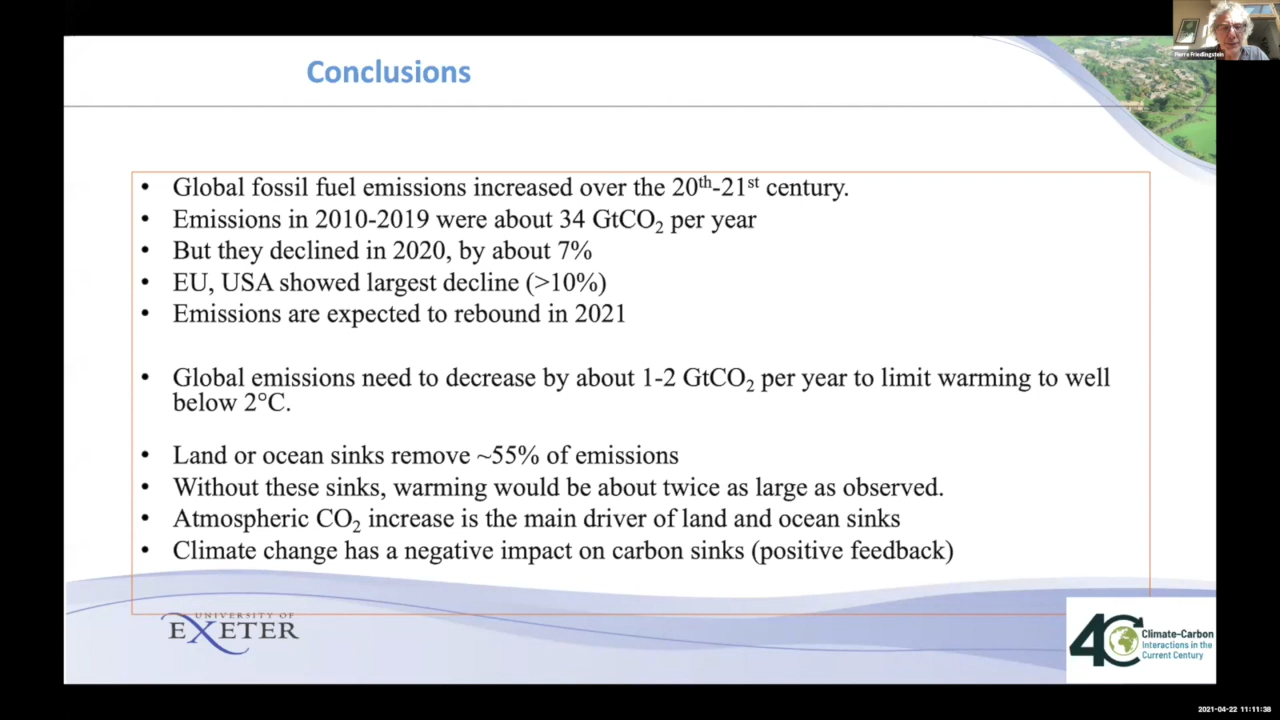 Pierre Friedlingstein
Conclusions
• Global fossil fuel emissions increased over the 20th-21st century.
• Emissions in 2010-2019 were about 34 GtCO2 per year
• But they declined in 2020, by about 7%
• EU, USA showed largest decline (>10%)
• Emissions are expected to rebound in 2021
• Global emissions need to decrease by about 1-2 GtCO2 per year to limit warming to well
below 2°C.
• Land or ocean sinks remove ~55% of emissions
• Without these sinks, warming would be about twice as large as observed.
• Atmospheric CO2 increase is the main driver of land and ocean sinks
• Climate change has a negative impact on carbon sinks (positive feedback)
UNIVERSITY OF
EXETER
4C
Climate-Carbon
Interactions in the
Current Century
2021-04-22 11:11:38